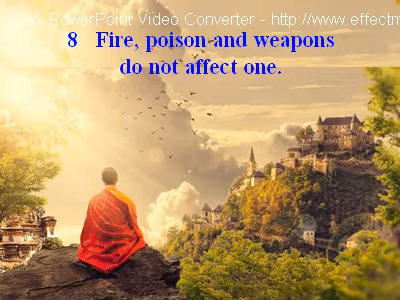 PowerPoint Video Converter - http://www.effectm
8 Fire, poison and weapons
do not affect one.